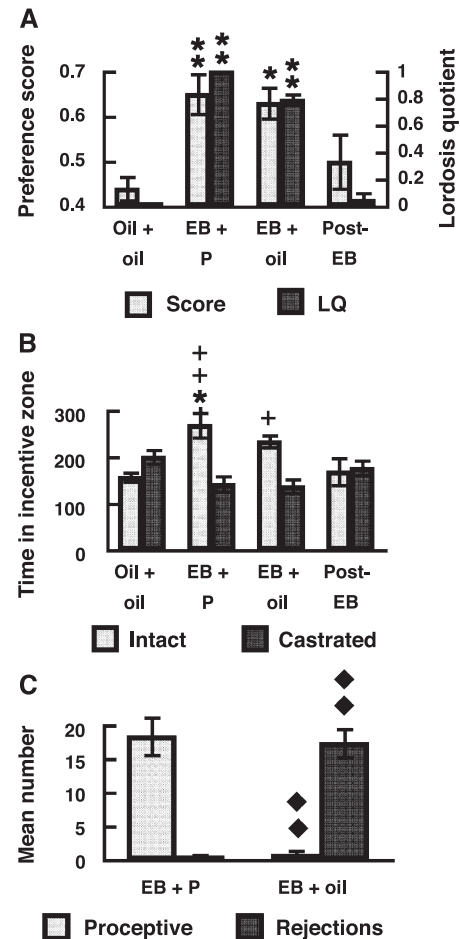 A
Preference score
Lordosis quotient
0.7
0.6
0.5
0.4
1
0.8
0.6
0.4
0.2
0
** ** * **
Oil + oil
EB + P
EB + oil
Post- EB
Score LQ
B
Time in incentive zone
300
200
100
0
+
+
*
+
Oil + oil
EB + P
EB + oil
Post- EB
Intact Castrated
C
Mean number
20
15
10
5
0
◆◆ ◆◆
EB + P EB + oil
Proceptive Rejections